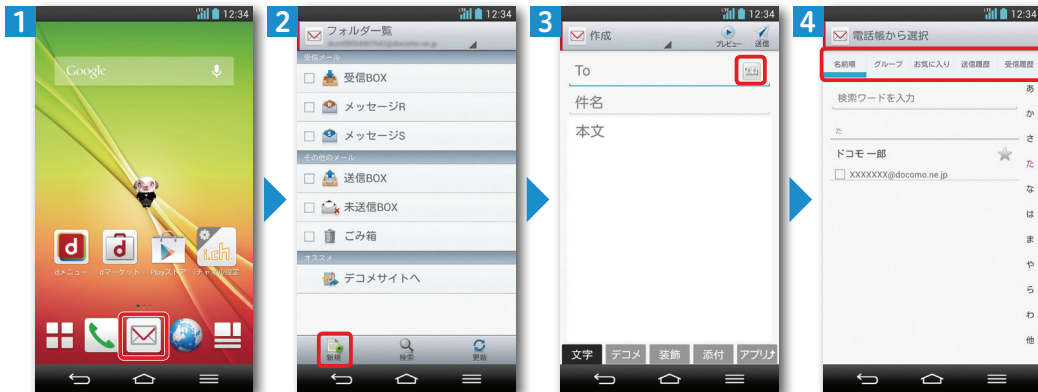 1
12:34
Google
dメニュー
dマーケット
Playストア
iチャネル設定
i.ch.
2
12:34
フォルダ一覧
受信メール
受信BOX
メッセージR
メッセージS
その他のメール
送信BOX
未送信BOX
ごみ箱
オススメ
デコメサイトへ
新規
検索
更新
3
12:34
作成
プレビュー
送信
To
件名
本文
文字
デコメ
装飾
添付
アプリ
4
12:34
電話帳から選択
名前順
グループ
お気に入り
送信履歴
受信履歴
検索ワードを入力
た
ドコモ 一郎
XXXXXXX@docomo.ne.jp
あ
か
さ
た
な
は
ま
や
ら
わ
他